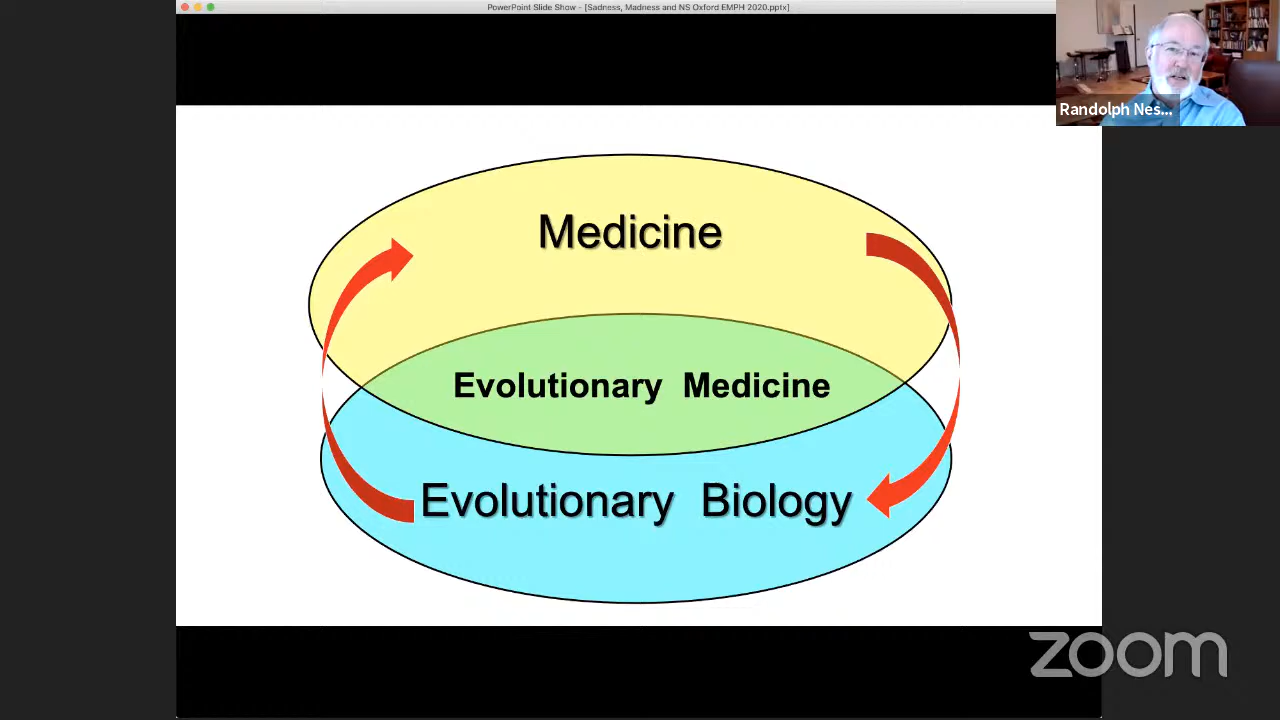 PowerPoint Slide Show - [Sadness, Madness and NS Oxford EMPH 2020.pptx]
Randolph Nes...
Medicine
Evolutionary Medicine
Evolutionary Biology
zoom